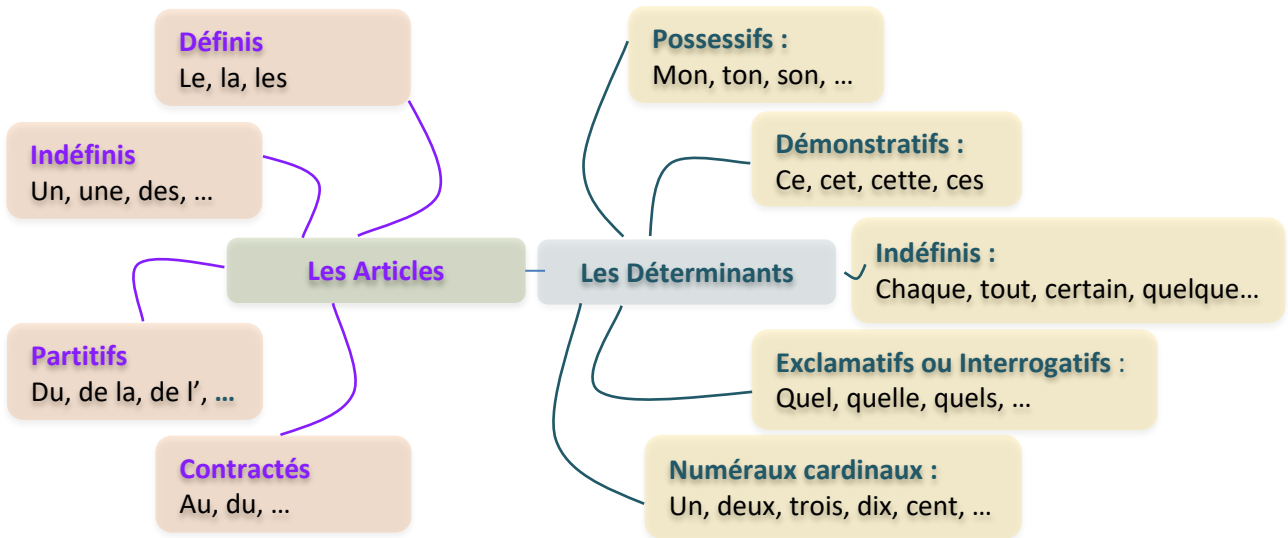 Définis
Le, la, les
Indéfinis
Un, une, des, …
Les Articles
Partitifs
Du, de la, de l’, …
Contractés
Au, du, …
Les Déterminants
Possessifs :
Mon, ton, son, …
Démonstratifs :
Ce, cet, cette, ces
Indéfinis :
Chaque, tout, certain, quelque…
Exclamatifs ou Interrogatifs :
Quel, quelle, quels, …
Numéraux cardinaux :
Un, deux, trois, dix, cent, …